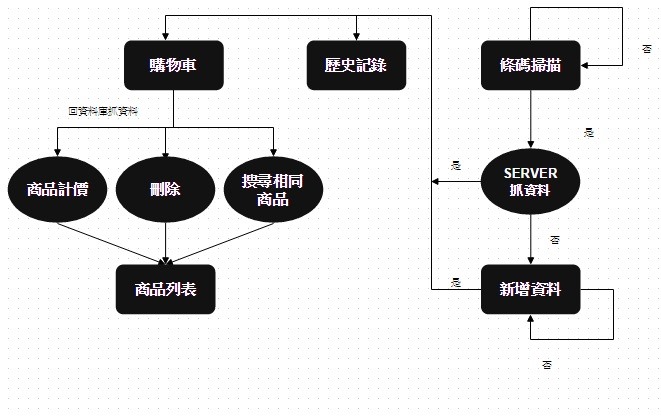 購物車
歷史記錄
條碼掃描
否
回資料庫抓資料
是
商品計價
刪除
搜尋相同
商品
是
SERVER
抓資料
否
商品列表
是
新增資料
否